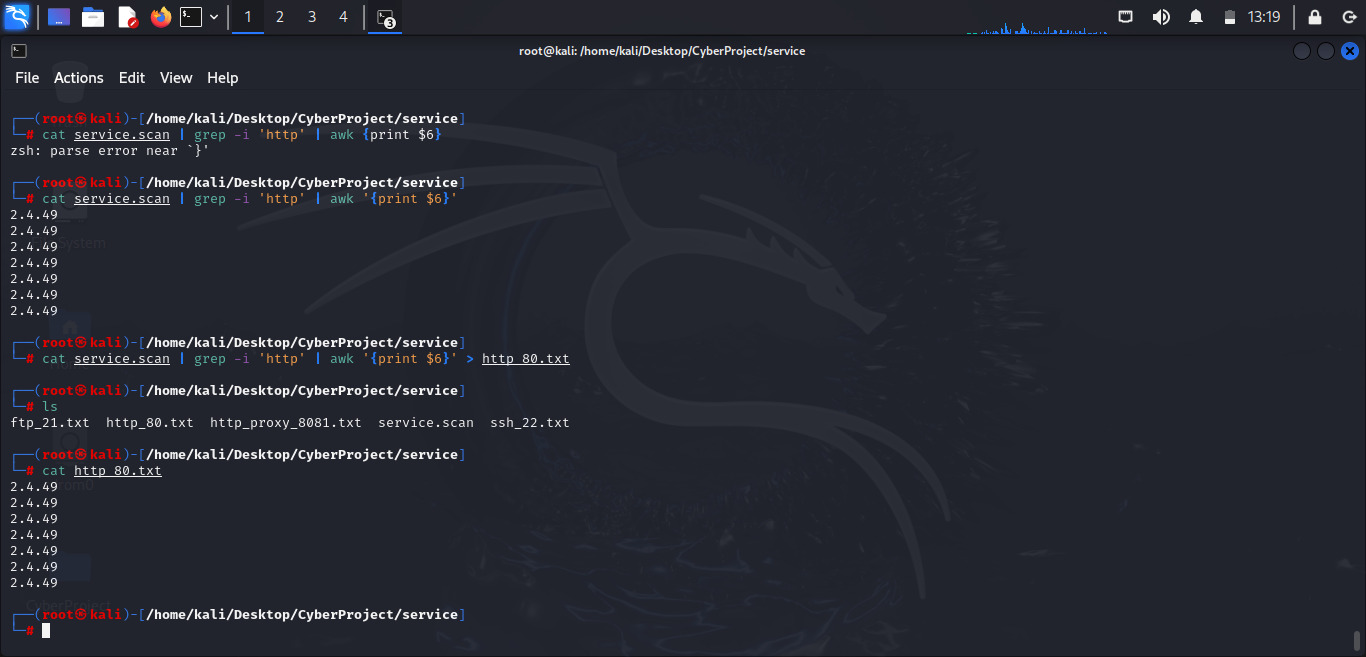 1 2 3 4 3 13:19
root@kali: /home/kali/Desktop/CyberProject/service
File Actions Edit View Help
┌──(root㉿kali)-[/home/kali/Desktop/CyberProject/service]
└─# cat service.scan | grep -i 'http' | awk {print $6}
zsh: parse error near `}'
┌──(root㉿kali)-[/home/kali/Desktop/CyberProject/service]
└─# cat service.scan | grep -i 'http' | awk '{print $6}'
2.4.49
2.4.49
2.4.49
2.4.49
2.4.49
2.4.49
2.4.49
┌──(root㉿kali)-[/home/kali/Desktop/CyberProject/service]
└─# cat service.scan | grep -i 'http' | awk '{print $6}' > http_80.txt
┌──(root㉿kali)-[/home/kali/Desktop/CyberProject/service]
└─# ls
ftp_21.txt http_80.txt http_proxy_8081.txt service.scan ssh_22.txt
┌──(root㉿kali)-[/home/kali/Desktop/CyberProject/service]
└─# cat http_80.txt
2.4.49
2.4.49
2.4.49
2.4.49
2.4.49
2.4.49
2.4.49
┌──(root㉿kali)-[/home/kali/Desktop/CyberProject/service]
└─#